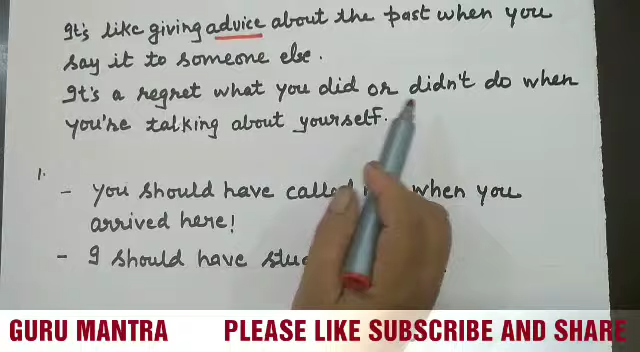 It's like giving advice about the past when you
say it to someone else.
It's a regret what you did or didn't do when
you're talking about yourself.
1.
- You should have called when you
arrived here!
- I should have
GURU MANTRA PLEASE LIKE SUBSCRIBE AND SHARE